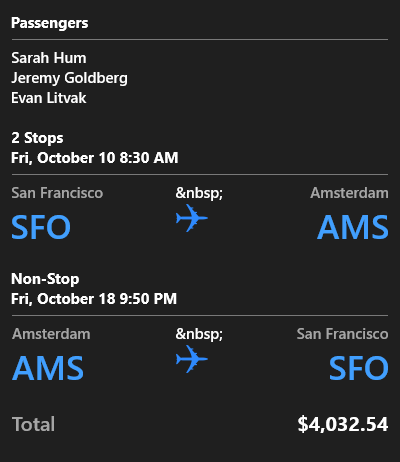 Passengers
Sarah Hum
Jeremy Goldberg
Evan Litvak
2 Stops
Fri, October 10 8:30 AM
San Francisco &nbsp; Amsterdam
SFO AMS
Non-Stop
Fri, October 18 9:50 PM
Amsterdam &nbsp; San Francisco
AMS SFO
Total $4,032.54